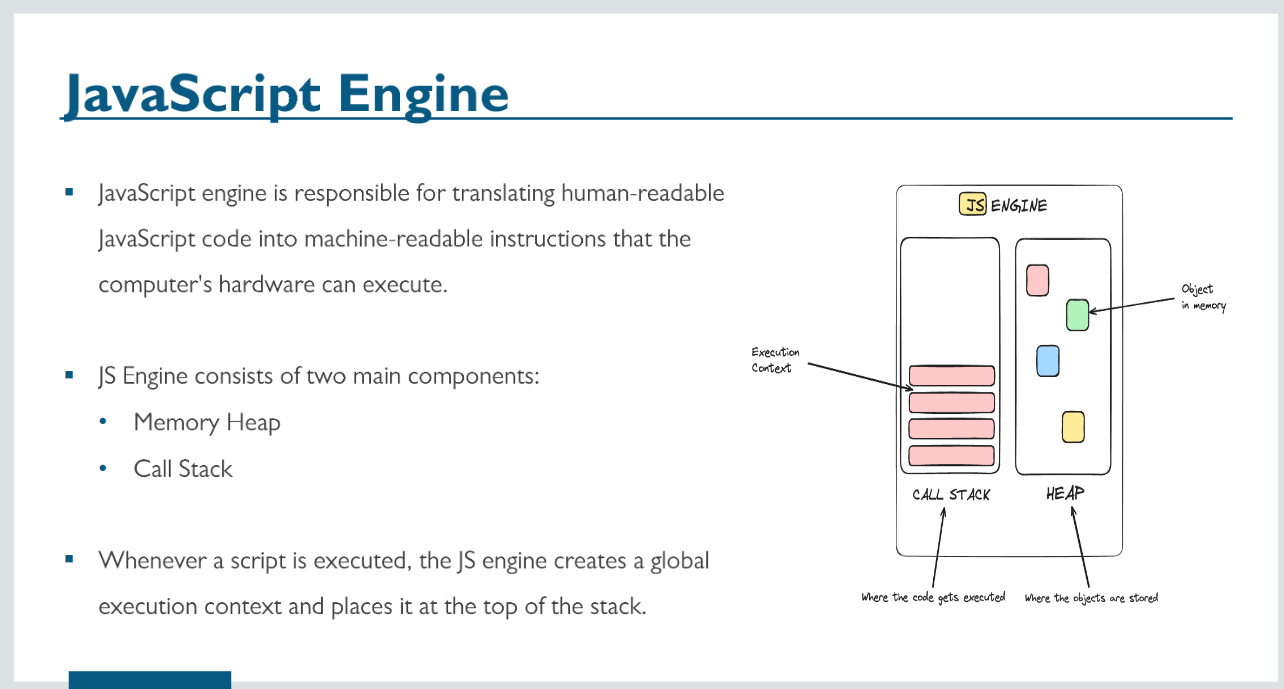 JavaScript Engine
JavaScript engine is responsible for translating human-readable
JavaScript code into machine-readable instructions that the
computer's hardware can execute.
JS Engine consists of two main components:
Memory Heap
Call Stack
Whenever a script is executed, the JS engine creates a global
execution context and places it at the top of the stack.
JS ENGINE
Object
in memory
Execution
Context
CALL STACK
HEAP
Where the code gets executed
Where the objects are stored